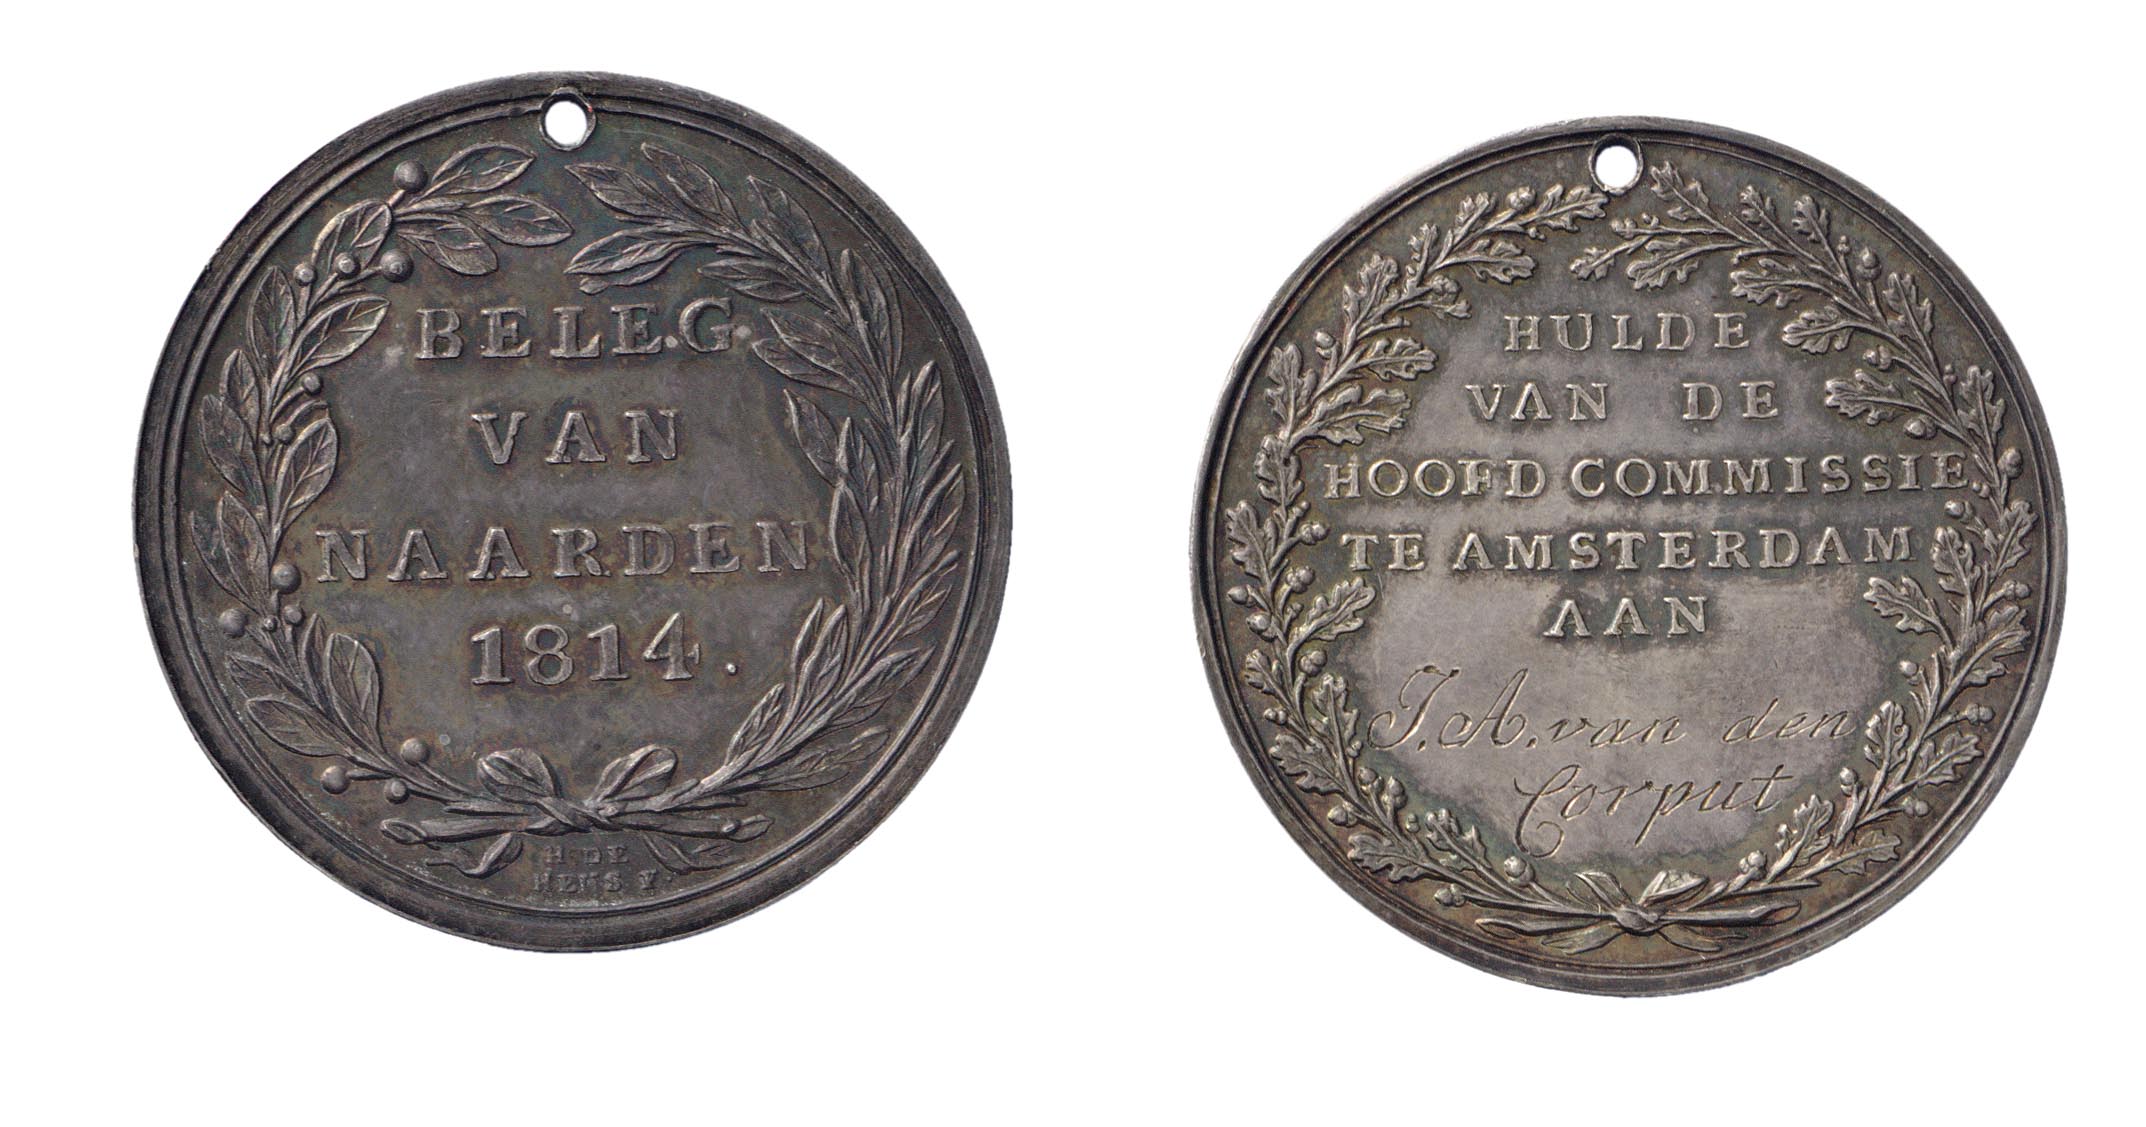 BELEG
VAN
NAARDEN
1814.
H. DE
HEUS F.
HULDE
VAN DE
HOOFD COMMISSIE
TE AMSTERDAM
AAN
J. A. van den
Corput